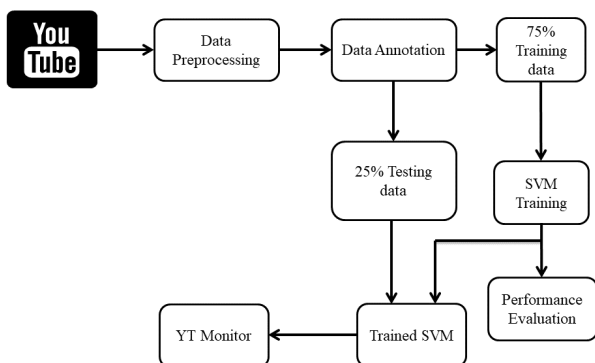 You
Tube
Data
Preprocessing
Data Annotation
75%
Training
data
25% Testing
data
SVM
Training
Performance
Evaluation
Trained SVM
YT Monitor